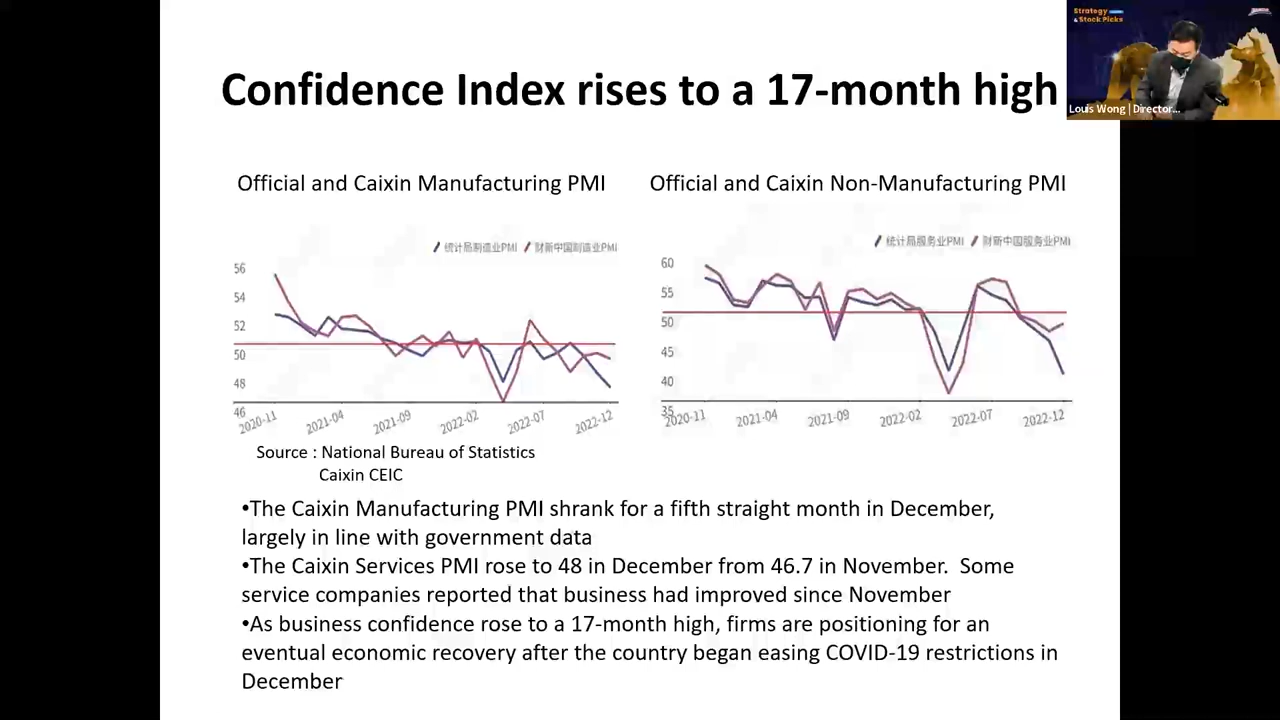 Strategy
& Stock Picks
Louis Wong | Director...
Confidence Index rises to a 17-month high
Official and Caixin Manufacturing PMI
统计局制造业PMI 财新中国制造业PMI
56
54
52
50
48
46
2020-11 2021-04 2021-09 2022-02 2022-07 2022-12
Official and Caixin Non-Manufacturing PMI
统计局服务业PMI 财新中国服务业PMI
60
55
50
45
40
35
2020-11 2021-04 2021-09 2022-02 2022-07 2022-12
Source : National Bureau of Statistics
Caixin CEIC
•The Caixin Manufacturing PMI shrank for a fifth straight month in December,
largely in line with government data
•The Caixin Services PMI rose to 48 in December from 46.7 in November.  Some
service companies reported that business had improved since November
•As business confidence rose to a 17-month high, firms are positioning for an
eventual economic recovery after the country began easing COVID-19 restrictions in
December